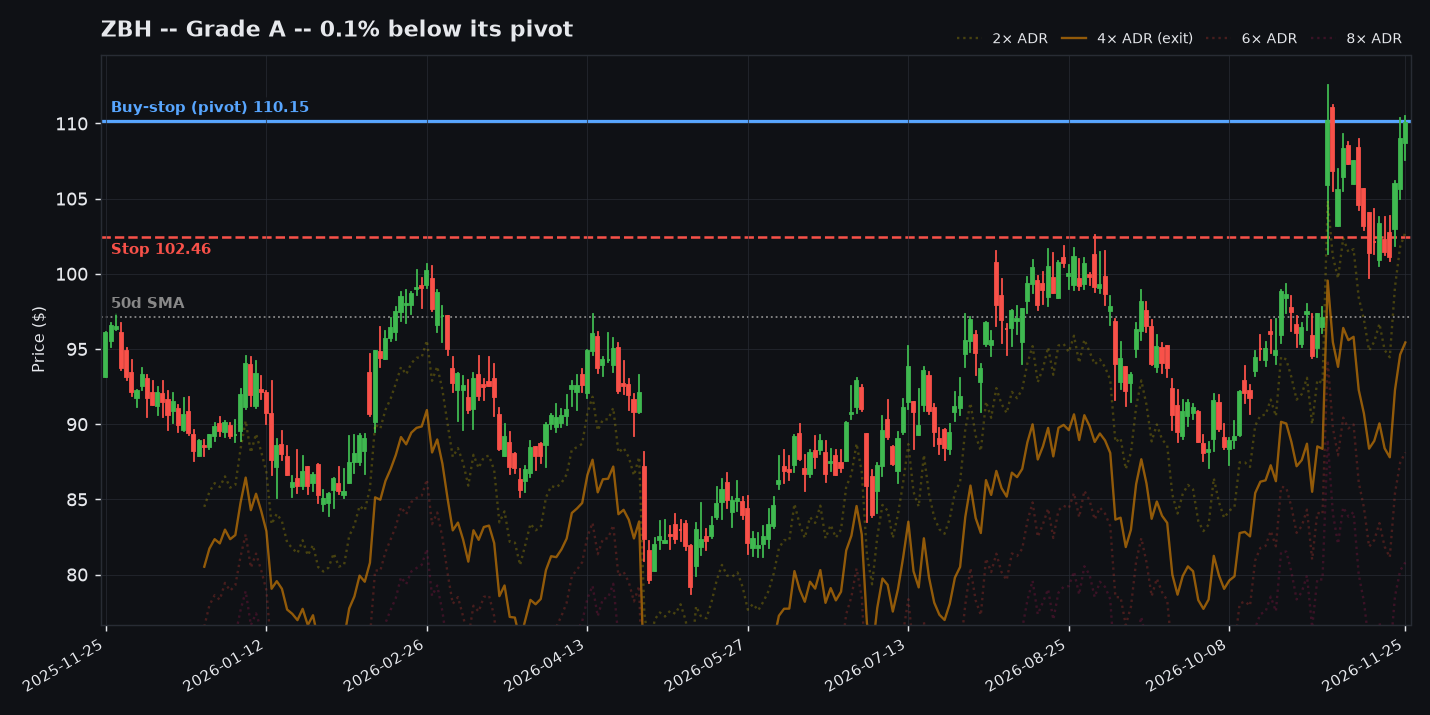 ZBH -- Grade A -- 0.1% below its pivot
2× ADR
4× ADR (exit)
6× ADR
8× ADR
Buy-stop (pivot) 110.15
Stop 102.46
50d SMA
Price ($)
110
105
100
95
90
85
80
2025-11-25
2026-01-12
2026-02-26
2026-04-13
2026-05-27
2026-07-13
2026-08-25
2026-10-08
2026-11-25